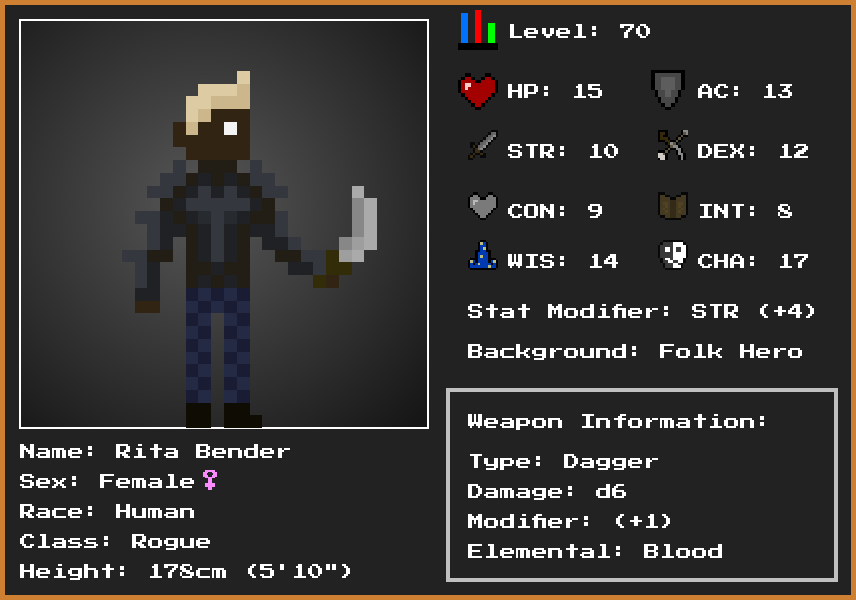 Level: 70
HP: 15
AC: 13
STR: 10
DEX: 12
CON: 9
INT: 8
WIS: 14
CHA: 17
Stat Modifier: STR (+4)
Background: Folk Hero
Weapon Information:
Type: Dagger
Damage: d6
Modifier: (+1)
Elemental: Blood
Name: Rita Bender
Sex: Female♀
Race: Human
Class: Rogue
Height: 178cm (5'10")